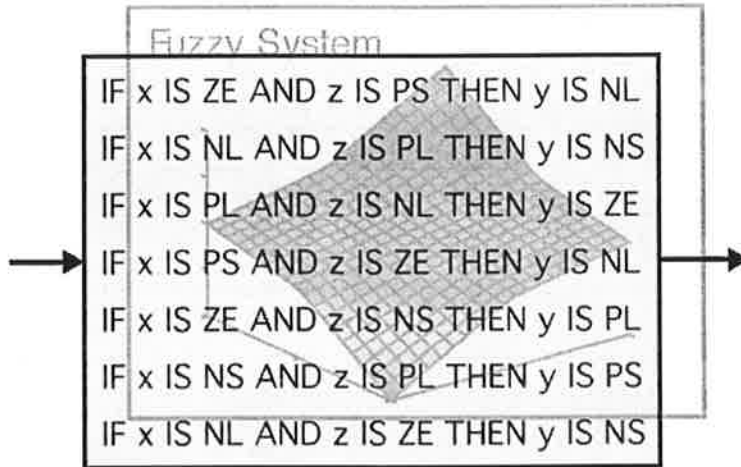 Fuzzy System
IF x IS ZE AND z IS PS THEN y IS NL
IF x IS NL AND z IS PL THEN y IS NS
IF x IS PL AND z IS NL THEN y IS ZE
IF x IS PS AND z IS ZE THEN y IS NL
IF x IS ZE AND z IS NS THEN y IS PL
IF x IS NS AND z IS PL THEN y IS PS
IF x IS NL AND z IS ZE THEN y IS NS